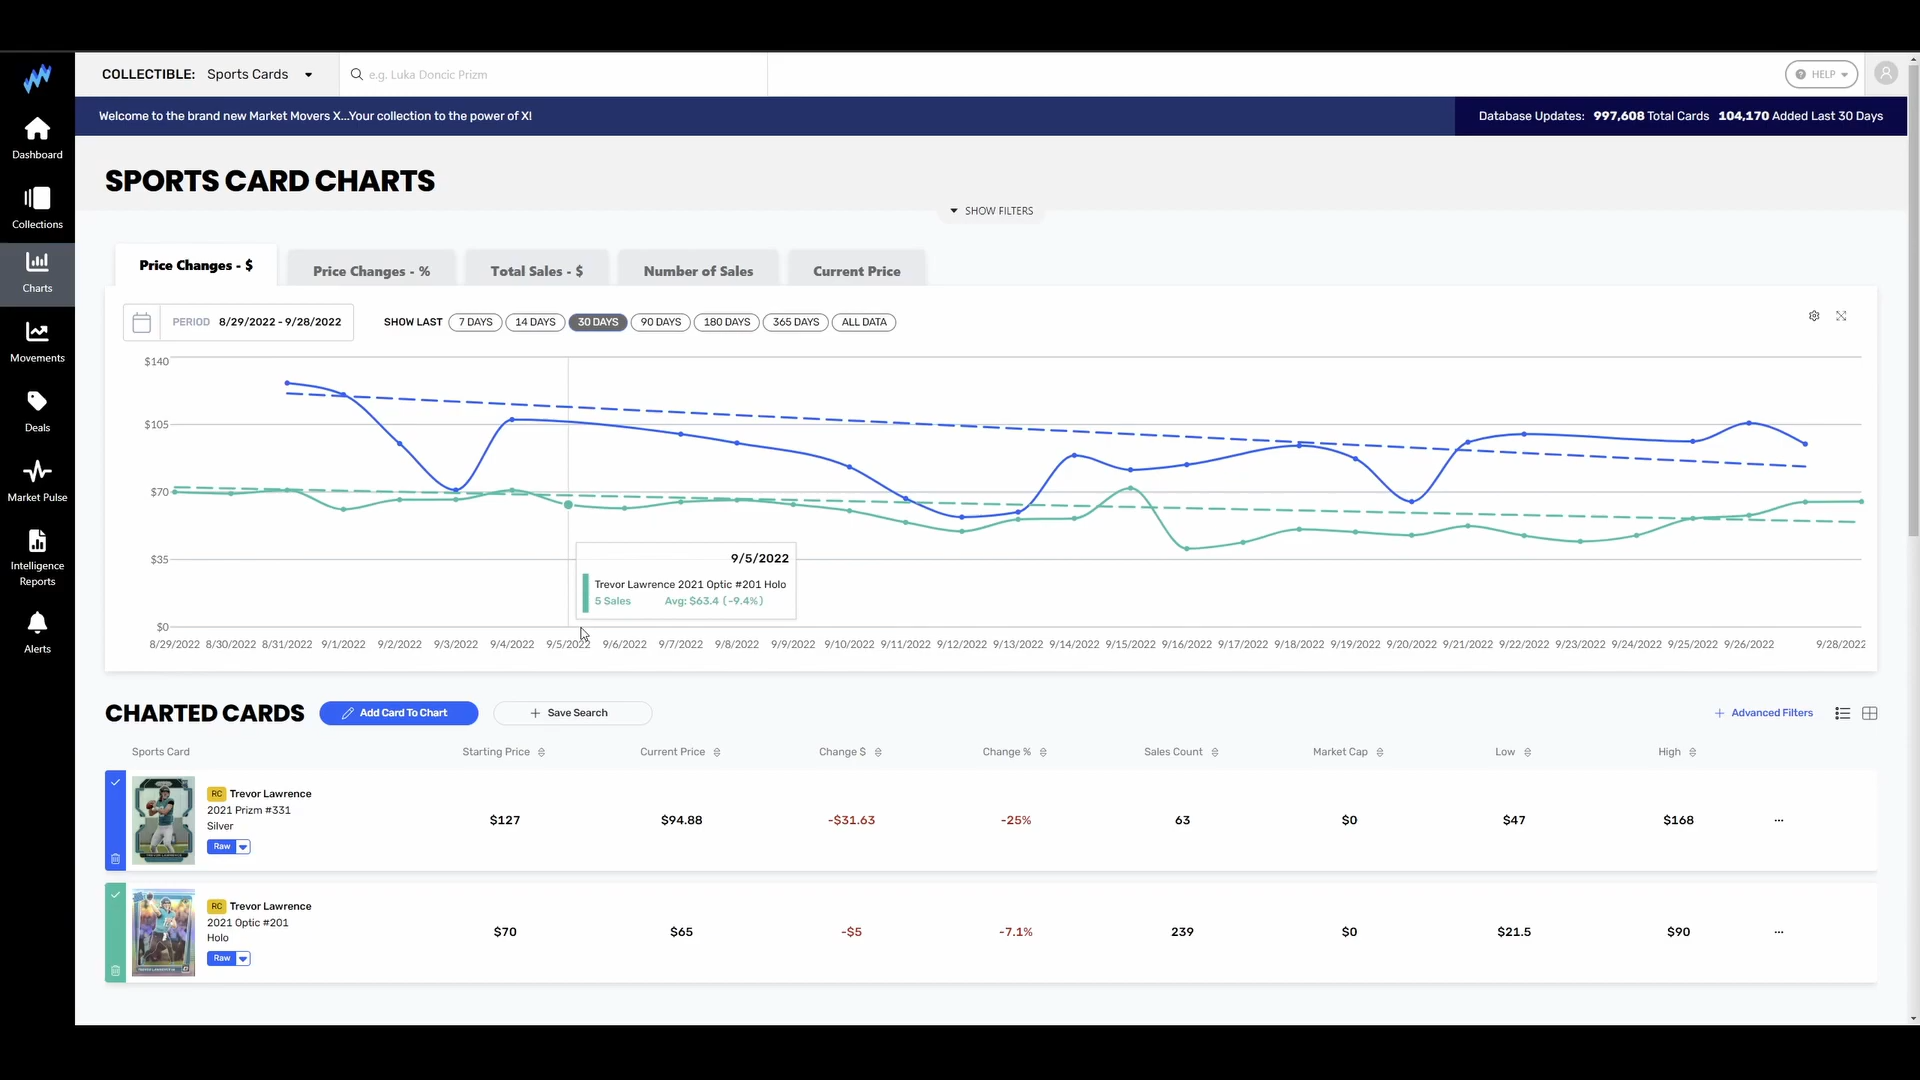 COLLECTIBLE: Sports Cards
e.g. Luka Doncic Prizm
HELP
Welcome to the brand new Market Movers X...Your collection to the power of X!
Database Updates: 997,608 Total Cards 104,170 Added Last 30 Days
Dashboard
Collections
Charts
Movements
Deals
Market Pulse
Intelligence
Reports
Alerts
SPORTS CARD CHARTS
SHOW FILTERS
Price Changes - $
Price Changes - %
Total Sales - $
Number of Sales
Current Price
PERIOD 8/29/2022 - 9/28/2022
SHOW LAST 7 DAYS 14 DAYS 30 DAYS 90 DAYS 180 DAYS 365 DAYS ALL DATA
$140
$105
$70
$35
$0
9/5/2022
Trevor Lawrence 2021 Optic #201 Holo
5 Sales Avg: $63.4 (-9.4%)
8/29/2022 8/30/2022 8/31/2022 9/1/2022 9/2/2022 9/3/2022 9/4/2022 9/5/2022 9/6/2022 9/7/2022 9/8/2022 9/9/2022 9/10/2022 9/11/2022 9/12/2022 9/13/2022 9/14/2022 9/15/2022 9/16/2022 9/17/2022 9/18/2022 9/19/2022 9/20/2022 9/21/2022 9/22/2022 9/23/2022 9/24/2022 9/25/2022 9/26/2022 9/28/2022
CHARTED CARDS
Add Card To Chart
+ Save Search
+ Advanced Filters
Sports Card Starting Price Current Price Change $ Change % Sales Count Market Cap Low High
RC Trevor Lawrence
2021 Prizm #331
Silver
Raw
$127 $94.88 -$31.63 -25% 63 $0 $47 $168 ...
RC Trevor Lawrence
2021 Optic #201
Holo
Raw
$70 $65 -$5 -7.1% 239 $0 $21.5 $90 ...